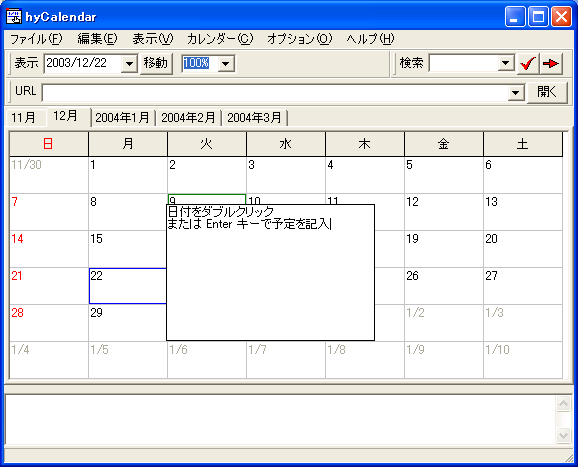 hyCalendar
ファイル(F) 編集(E) 表示(V) カレンダー(C) オプション(O) ヘルプ(H)
表示 2003/12/22 移動 100% 検索
URL 開く
11月 12月 2004年1月 2004年2月 2004年3月
日 月 火 水 木 金 土
11/30 1 2 3 4 5 6
7 8 9 10 11 12 13
日付をダブルクリック
または Enter キーで予定を記入
14 15 19 20
21 22 26 27
28 29 1/2 1/3
1/4 1/5 1/6 1/7 1/8 1/9 1/10